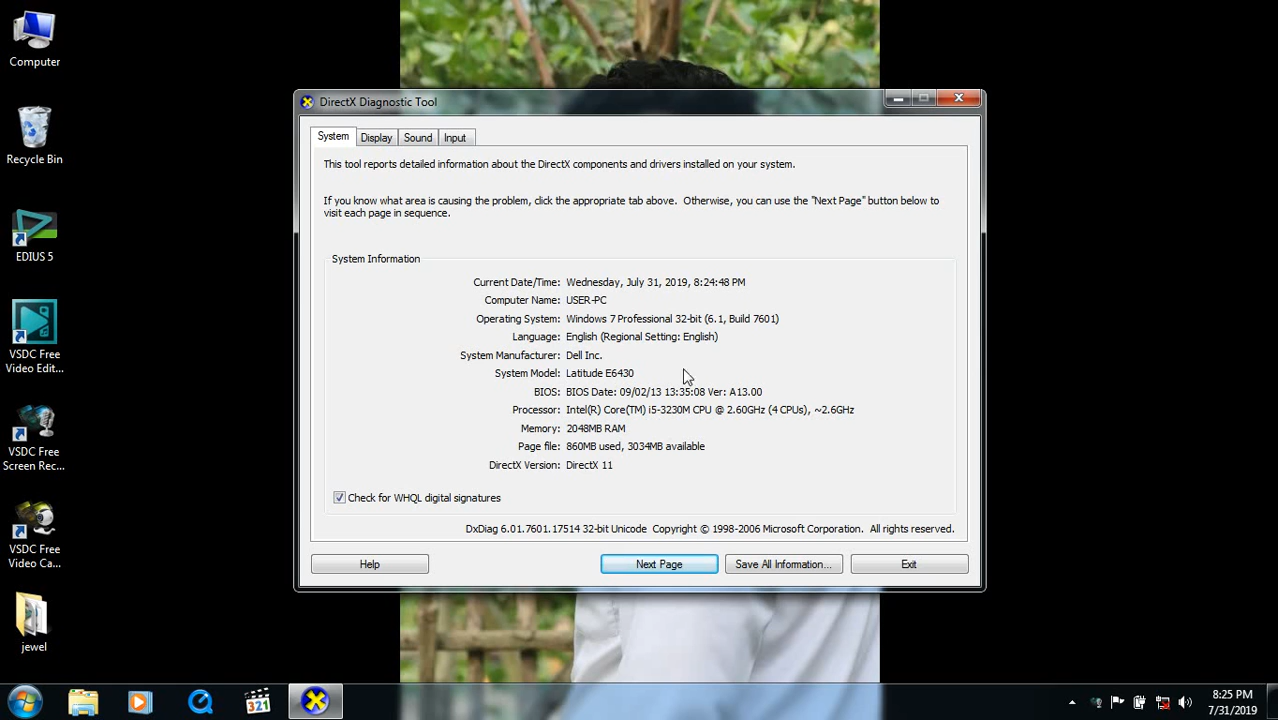 Computer
Recycle Bin
EDIUS 5
VSDC Free
Video Edit...
VSDC Free
Screen Rec...
VSDC Free
Video Ca...
jewel
DirectX Diagnostic Tool
System Display Sound Input
This tool reports detailed information about the DirectX components and drivers installed on your system.
If you know what area is causing the problem, click the appropriate tab above. Otherwise, you can use the "Next Page" button below to
visit each page in sequence.
System Information
Current Date/Time: Wednesday, July 31, 2019, 8:24:48 PM
Computer Name: USER-PC
Operating System: Windows 7 Professional 32-bit (6.1, Build 7601)
Language: English (Regional Setting: English)
System Manufacturer: Dell Inc.
System Model: Latitude E6430
BIOS: BIOS Date: 09/02/13 13:35:08 Ver: A13.00
Processor: Intel(R) Core(TM) i5-3230M CPU @ 2.60GHz (4 CPUs), ~2.6GHz
Memory: 2048MB RAM
Page file: 860MB used, 3034MB available
DirectX Version: DirectX 11
Check for WHQL digital signatures
DxDiag 6.01.7601.17514 32-bit Unicode Copyright © 1998-2006 Microsoft Corporation. All rights reserved.
Help Next Page Save All Information... Exit
321
8:25 PM
7/31/2019